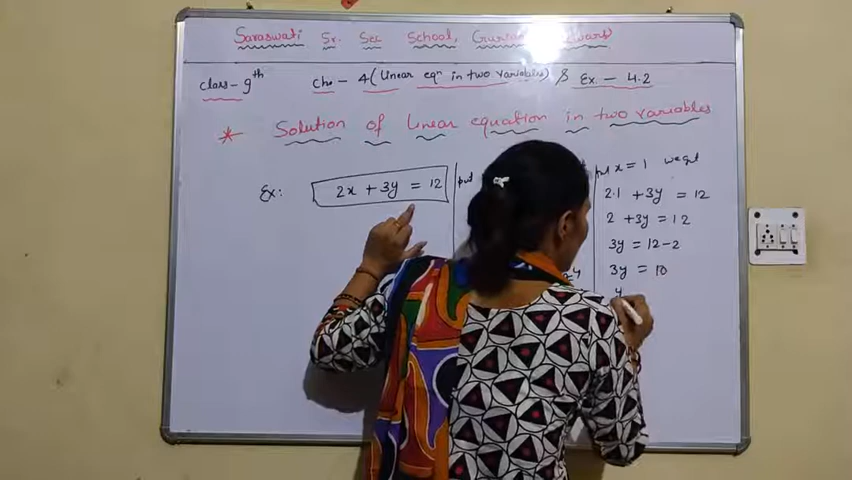 Saraswati Sr. Sec School,
Class - 9th Ch:- 4 (Linear eqn in two variables) & Ex. - 4.2
* Solution of Linear equation in two variables
Ex: 2x + 3y = 12
put
put x = 1 we get
2.1 + 3y = 12
2 + 3y = 12
3y = 12-2
3y = 10
y